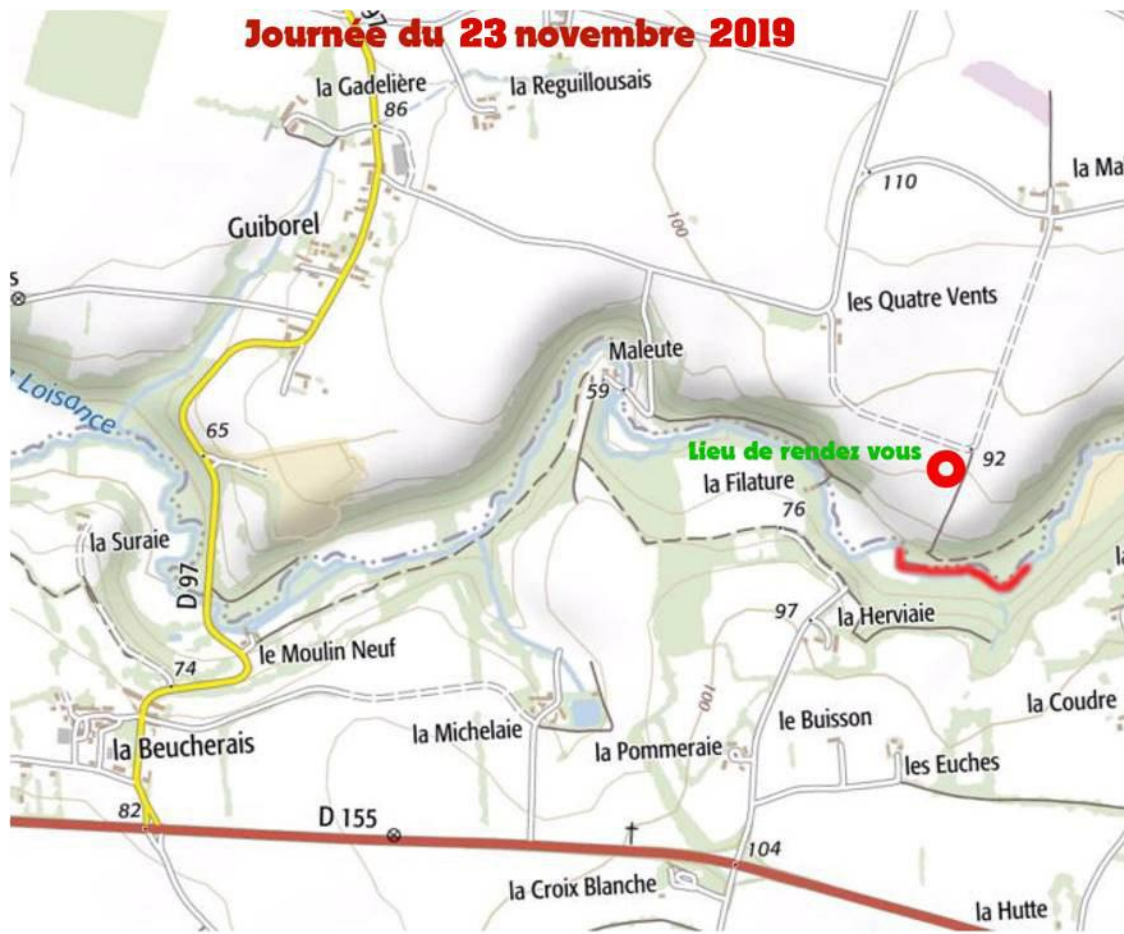 97
Journée du 23 novembre 2019
la Gadelière
la Reguillousais
86
110
la Mal
100
Guiborel
s
les Quatre Vents
Maleute
59
Loisance
65
Lieu de rendez vous
92
la Filature
76
la Suraie
D 97
97
la Herviaie
le Moulin Neuf
74
100
la Coudre
la Beucherais
la Michelaie
la Pommeraie
le Buisson
les Euches
82
D 155
104
la Croix Blanche
la Hutte